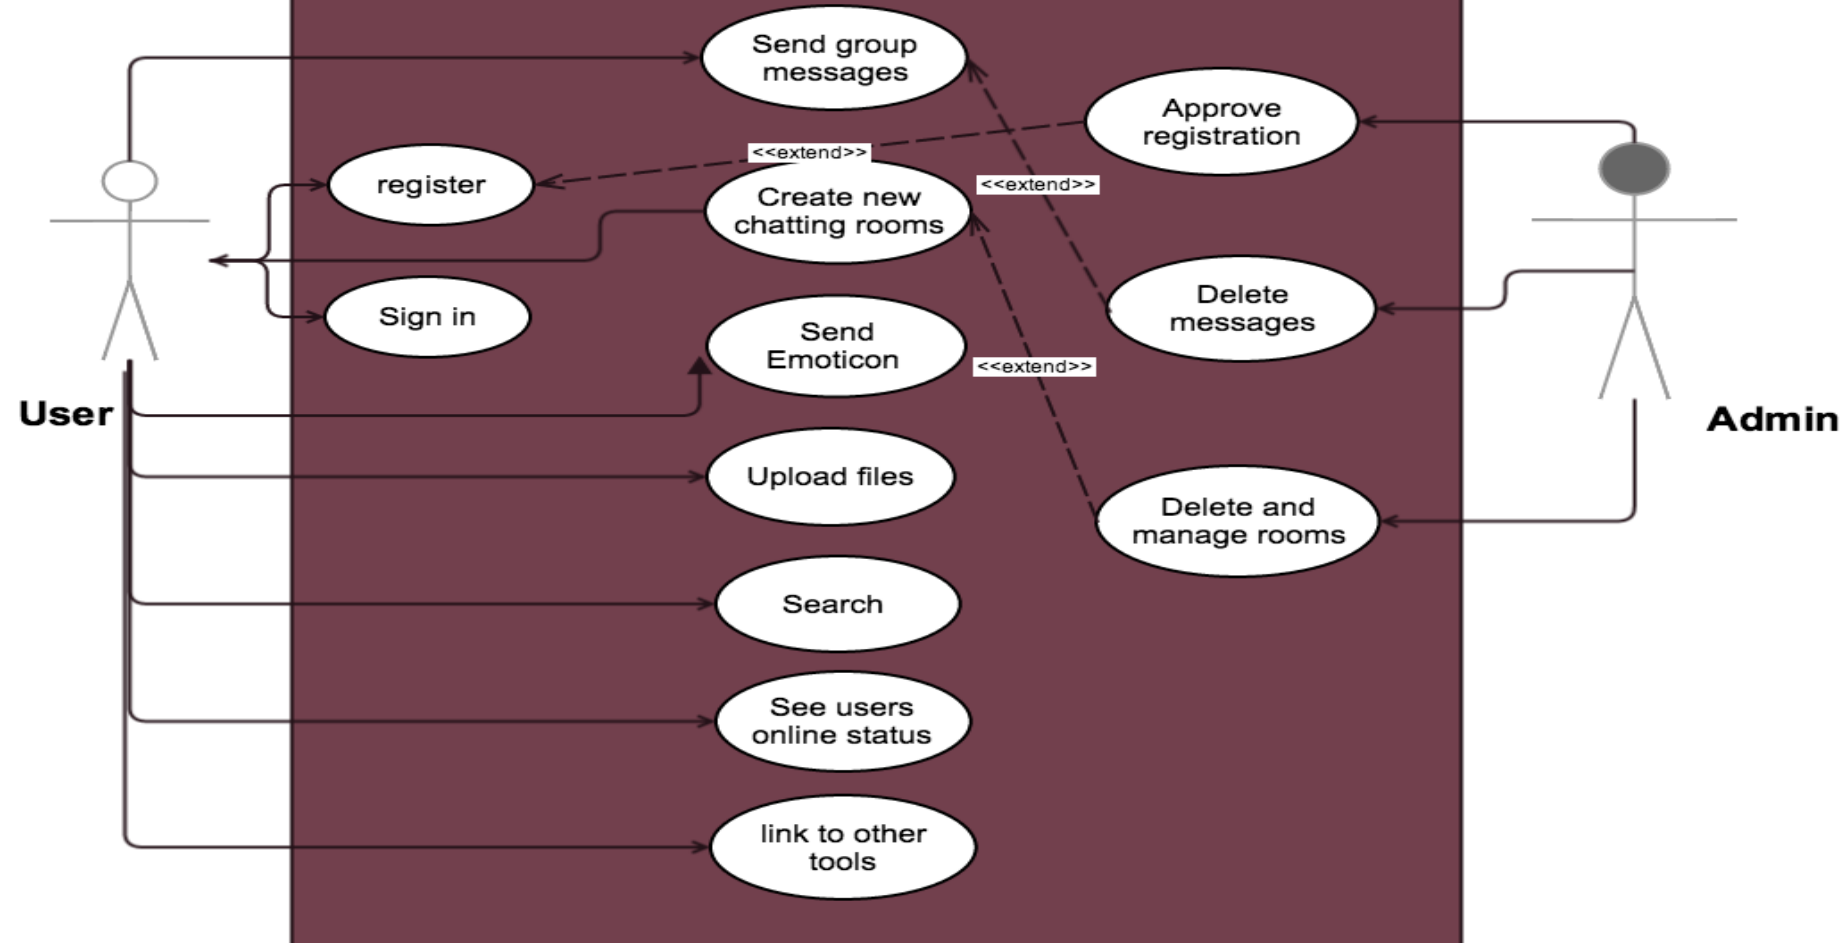 Send group
messages
Approve
registration
<<extend>>
register
Create new
chatting rooms
<<extend>>
Sign in
Delete
messages
Send
Emoticon
<<extend>>
User
Admin
Upload files
Delete and
manage rooms
Search
See users
online status
link to other
tools